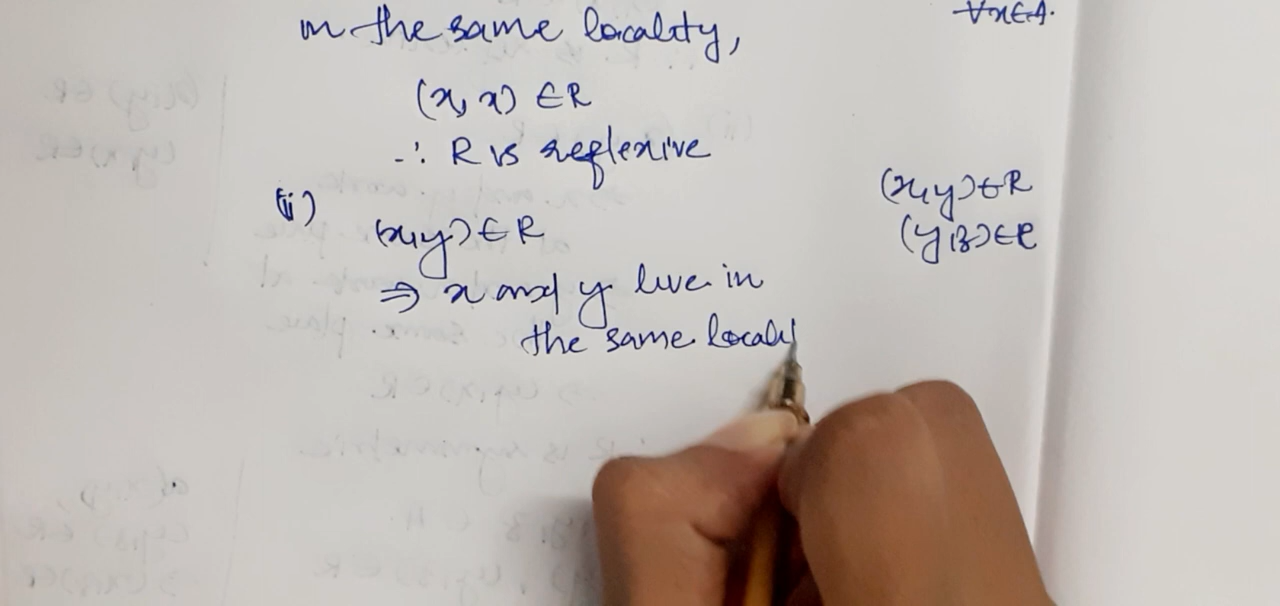 in the same locality,
∀x∈A.
(x, x) ∈ R
∴ R is reflexive
(ii)
(x,y) ∈ R
(x,y) ∈ R
(y,z) ∈ R
⇒ x and y live in
the same locali